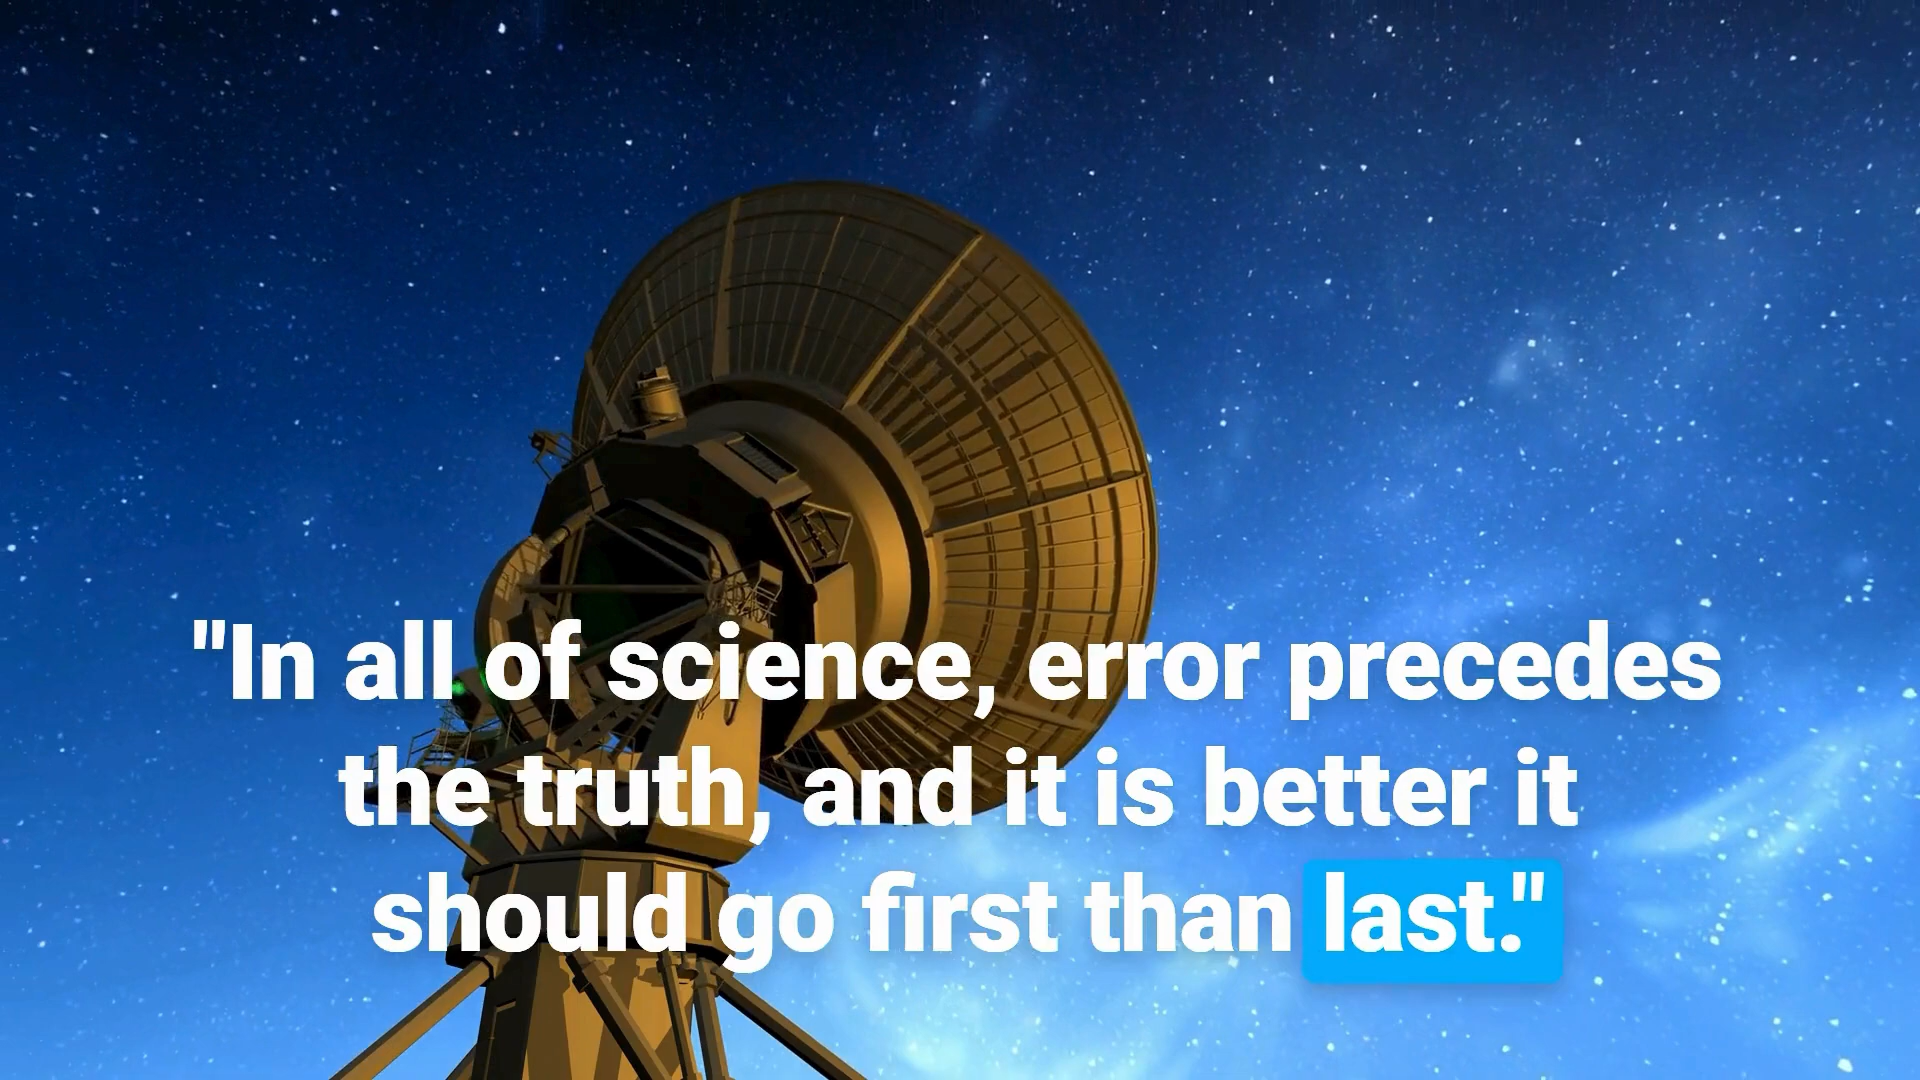 "In all of science, error precedes
the truth, and it is better it
should go first than last."